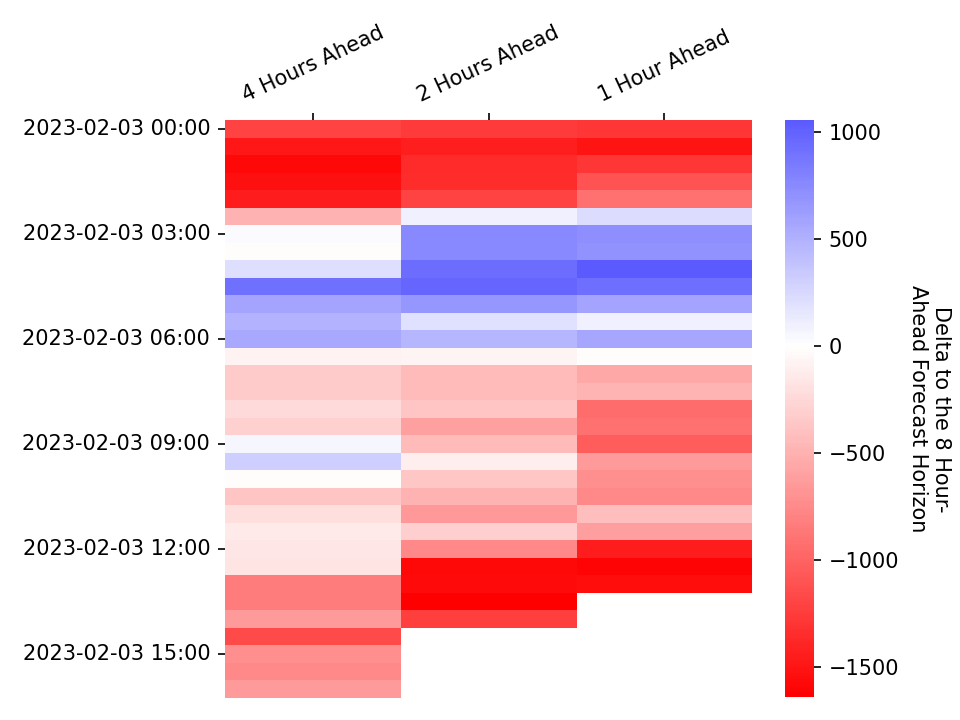 4 Hours Ahead
2 Hours Ahead
1 Hour Ahead
2023-02-03 00:00
2023-02-03 03:00
2023-02-03 06:00
2023-02-03 09:00
2023-02-03 12:00
2023-02-03 15:00
1000
500
0
−500
−1000
−1500
Delta to the 8 Hour-
Ahead Forecast Horizon